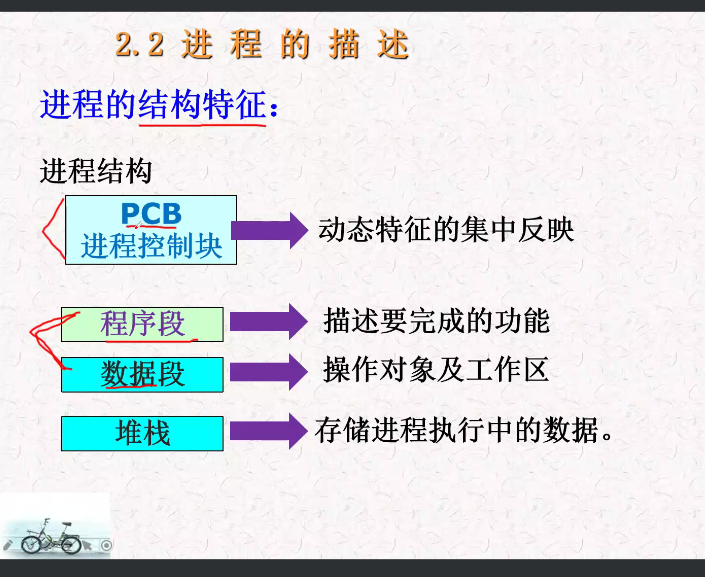 2.2 进程的描述
进程的结构特征：
进程结构
PCB
进程控制块
动态特征的集中反映
程序段
描述要完成的功能
数据段
操作对象及工作区
堆栈
存储进程执行中的数据。